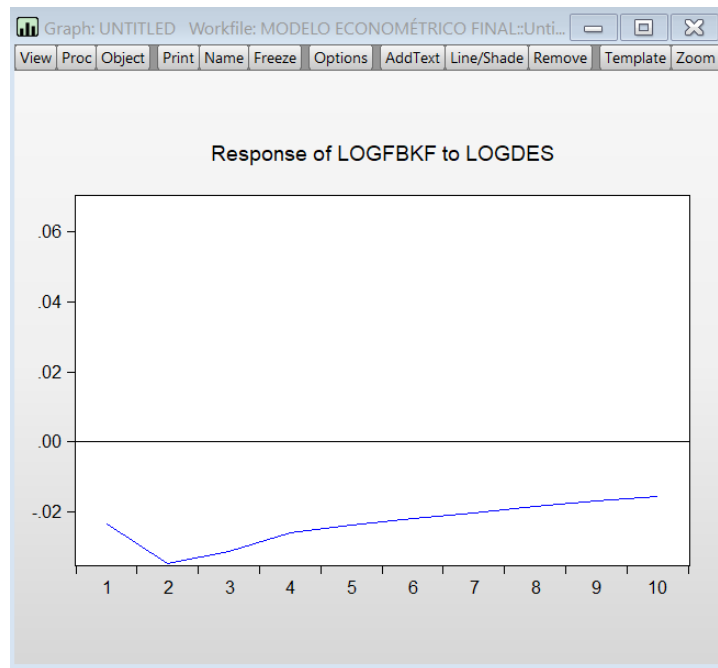 Graph: UNTITLED Workfile: MODELO ECONOMÉTRICO FINAL::Unti...
View Proc Object Print Name Freeze Options AddText Line/Shade Remove Template Zoom
Response of LOGFBKF to LOGDES
.06
.04
.02
.00
-.02
1 2 3 4 5 6 7 8 9 10